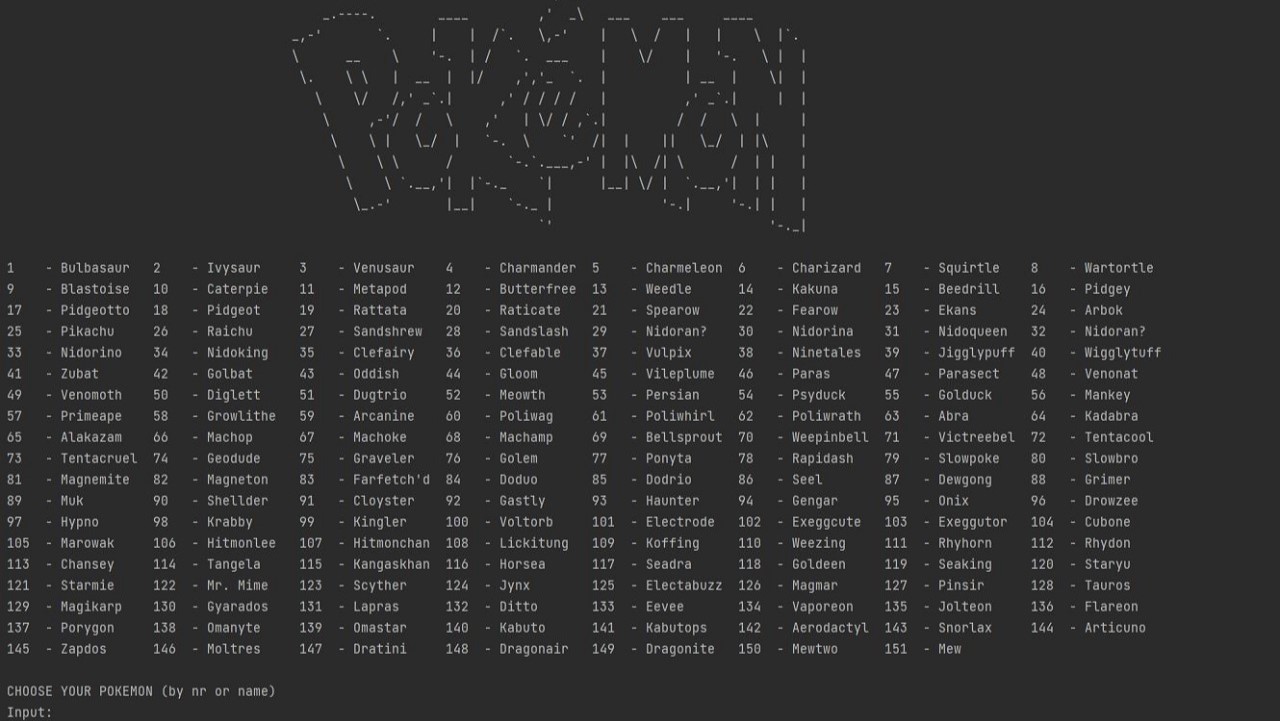 POKéMON
1 - Bulbasaur 2 - Ivysaur 3 - Venusaur 4 - Charmander 5 - Charmeleon 6 - Charizard 7 - Squirtle 8 - Wartortle
9 - Blastoise 10 - Caterpie 11 - Metapod 12 - Butterfree 13 - Weedle 14 - Kakuna 15 - Beedrill 16 - Pidgey
17 - Pidgeotto 18 - Pidgeot 19 - Rattata 20 - Raticate 21 - Spearow 22 - Fearow 23 - Ekans 24 - Arbok
25 - Pikachu 26 - Raichu 27 - Sandshrew 28 - Sandslash 29 - Nidoran? 30 - Nidorina 31 - Nidoqueen 32 - Nidoran?
33 - Nidorino 34 - Nidoking 35 - Clefairy 36 - Clefable 37 - Vulpix 38 - Ninetales 39 - Jigglypuff 40 - Wigglytuff
41 - Zubat 42 - Golbat 43 - Oddish 44 - Gloom 45 - Vileplume 46 - Paras 47 - Parasect 48 - Venonat
49 - Venomoth 50 - Diglett 51 - Dugtrio 52 - Meowth 53 - Persian 54 - Psyduck 55 - Golduck 56 - Mankey
57 - Primeape 58 - Growlithe 59 - Arcanine 60 - Poliwag 61 - Poliwhirl 62 - Poliwrath 63 - Abra 64 - Kadabra
65 - Alakazam 66 - Machop 67 - Machoke 68 - Machamp 69 - Bellsprout 70 - Weepinbell 71 - Victreebel 72 - Tentacool
73 - Tentacruel 74 - Geodude 75 - Graveler 76 - Golem 77 - Ponyta 78 - Rapidash 79 - Slowpoke 80 - Slowbro
81 - Magnemite 82 - Magneton 83 - Farfetch'd 84 - Doduo 85 - Dodrio 86 - Seel 87 - Dewgong 88 - Grimer
89 - Muk 90 - Shellder 91 - Cloyster 92 - Gastly 93 - Haunter 94 - Gengar 95 - Onix 96 - Drowzee
97 - Hypno 98 - Krabby 99 - Kingler 100 - Voltorb 101 - Electrode 102 - Exeggcute 103 - Exeggutor 104 - Cubone
105 - Marowak 106 - Hitmonlee 107 - Hitmonchan 108 - Lickitung 109 - Koffing 110 - Weezing 111 - Rhyhorn 112 - Rhydon
113 - Chansey 114 - Tangela 115 - Kangaskhan 116 - Horsea 117 - Seadra 118 - Goldeen 119 - Seaking 120 - Staryu
121 - Starmie 122 - Mr. Mime 123 - Scyther 124 - Jynx 125 - Electabuzz 126 - Magmar 127 - Pinsir 128 - Tauros
129 - Magikarp 130 - Gyarados 131 - Lapras 132 - Ditto 133 - Eevee 134 - Vaporeon 135 - Jolteon 136 - Flareon
137 - Porygon 138 - Omanyte 139 - Omastar 140 - Kabuto 141 - Kabutops 142 - Aerodactyl 143 - Snorlax 144 - Articuno
145 - Zapdos 146 - Moltres 147 - Dratini 148 - Dragonair 149 - Dragonite 150 - Mewtwo 151 - Mew
CHOOSE YOUR POKEMON (by nr or name)
Input: